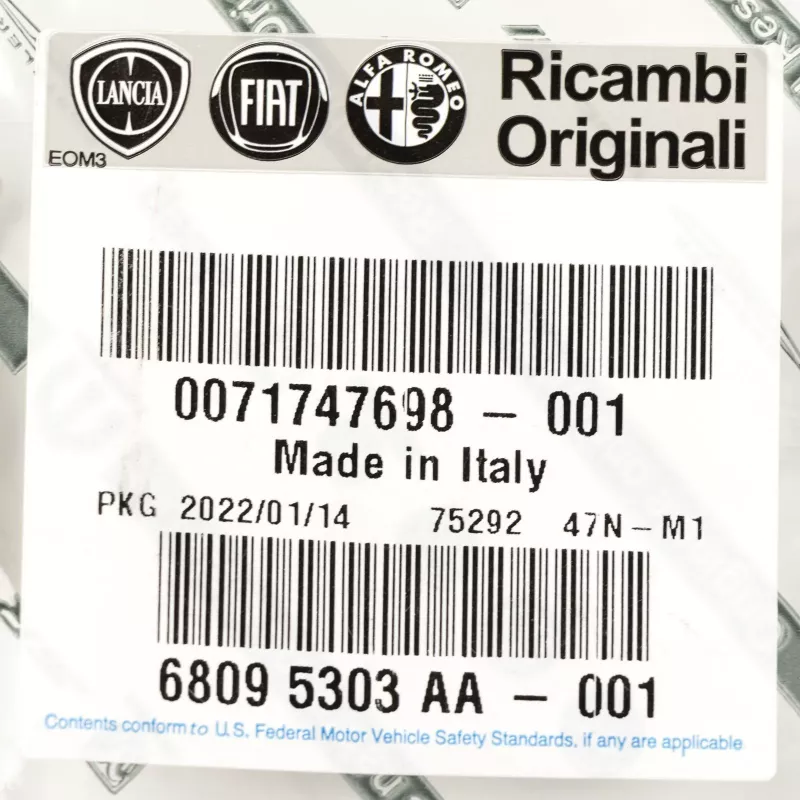 LANCIA
FIAT
ALFA ROMEO
Ricambi
Originali
EOM3
0071747698 - 001
Made in Italy
PKG 2022/01/14 75292 47N-M1
6809 5303 AA - 001
Contents conform to U.S. Federal Motor Vehicle Safety Standards, if any are applicable